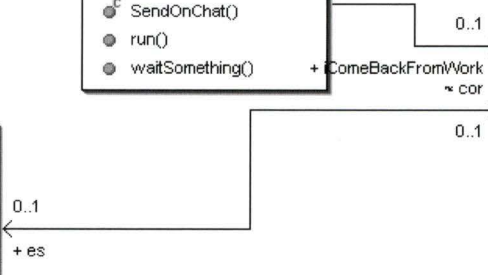 SendOnChat()
0..1
run()
waitSomething()
+ iComeBackFromWork
~ cor
0..1
0..1
+ es